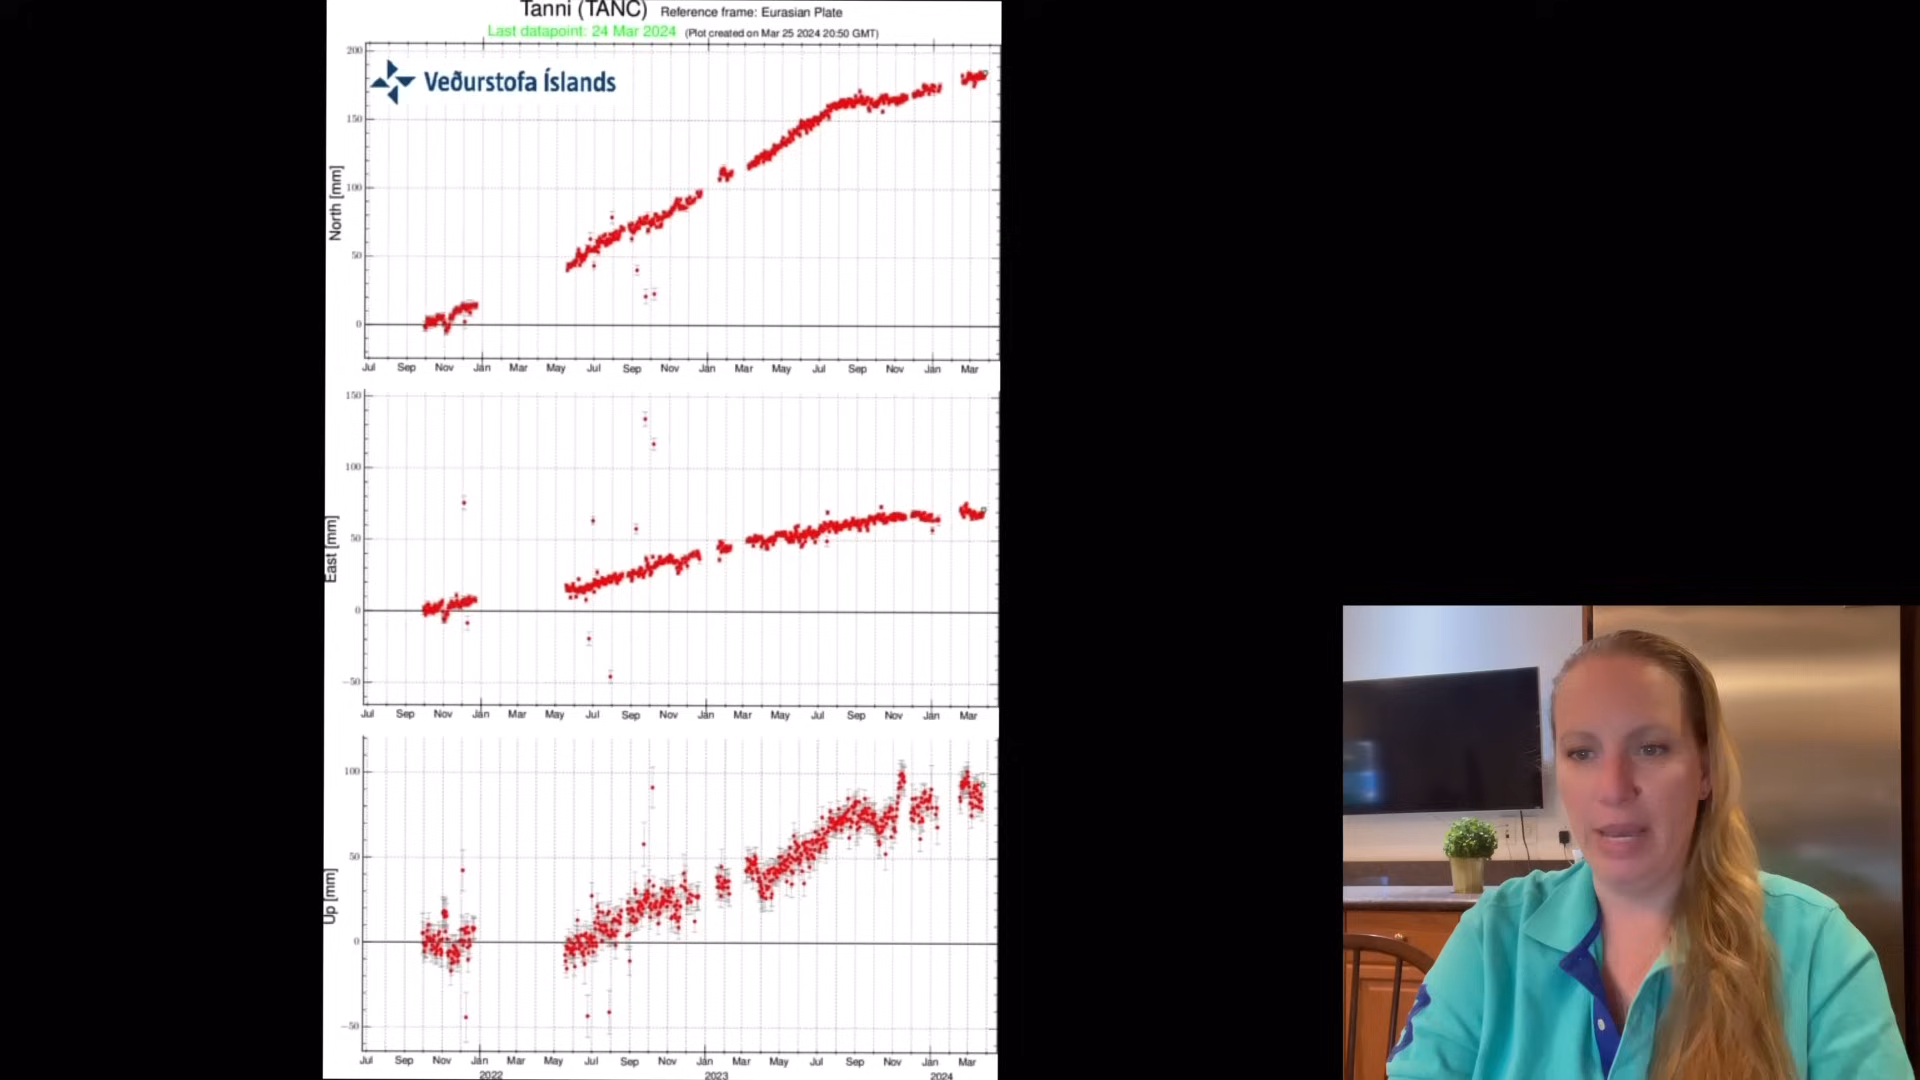 Tanni (TANC) Reference frame: Eurasian Plate
Last datapoint: 24 Mar 2024 (Plot created on Mar 25 2024 20:50 GMT)
Veðurstofa Íslands
North [mm]
200
150
100
50
0
Jul Sep Nov Jan Mar May Jul Sep Nov Jan Mar May Jul Sep Nov Jan Mar
East [mm]
150
100
50
0
−50
Jul Sep Nov Jan Mar May Jul Sep Nov Jan Mar May Jul Sep Nov Jan Mar
Up [mm]
100
50
0
−50
Jul Sep Nov Jan Mar May Jul Sep Nov Jan Mar May Jul Sep Nov Jan Mar
2022 2023 2024